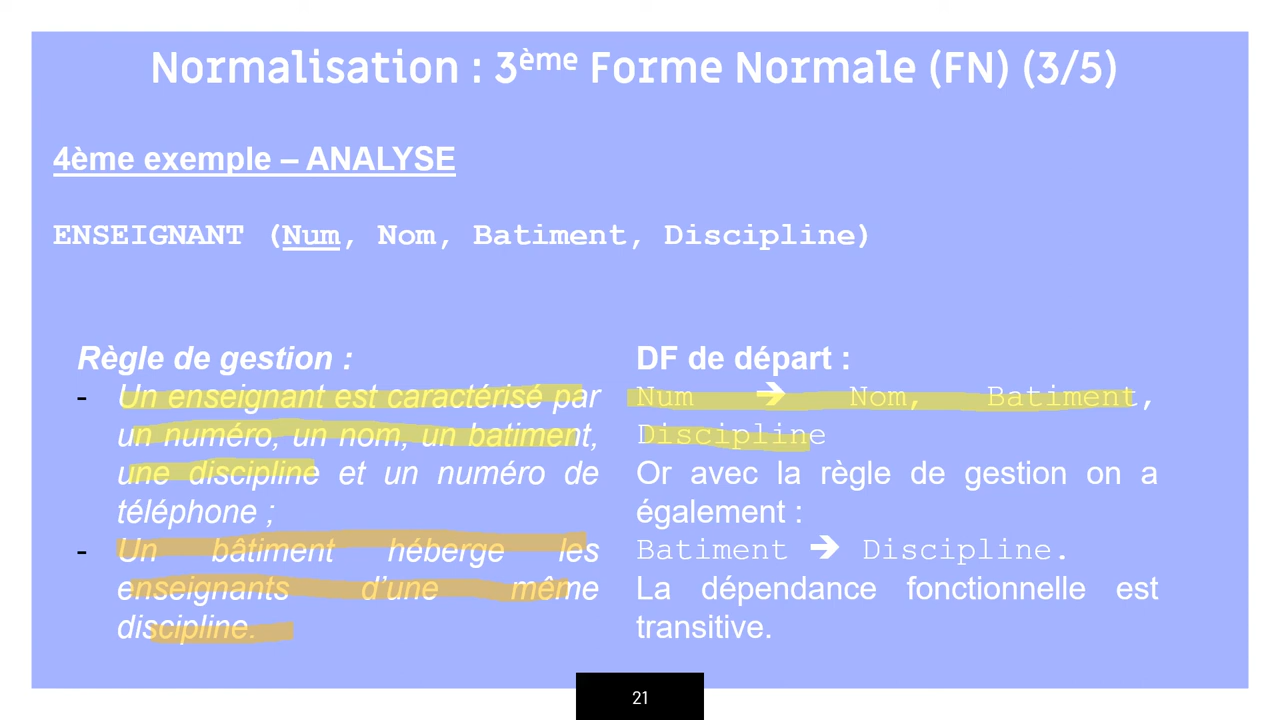 Normalisation : 3ème Forme Normale (FN) (3/5)
4ème exemple – ANALYSE
ENSEIGNANT (Num, Nom, Batiment, Discipline)
Règle de gestion :
- Un enseignant est caractérisé par
un numéro, un nom, un batiment,
une discipline et un numéro de
téléphone ;
- Un bâtiment héberge les
enseignants d’une même
discipline.
DF de départ :
Num ➔ Nom, Batiment,
Discipline
Or avec la règle de gestion on a
également :
Batiment ➔ Discipline.
La dépendance fonctionnelle est
transitive.
21